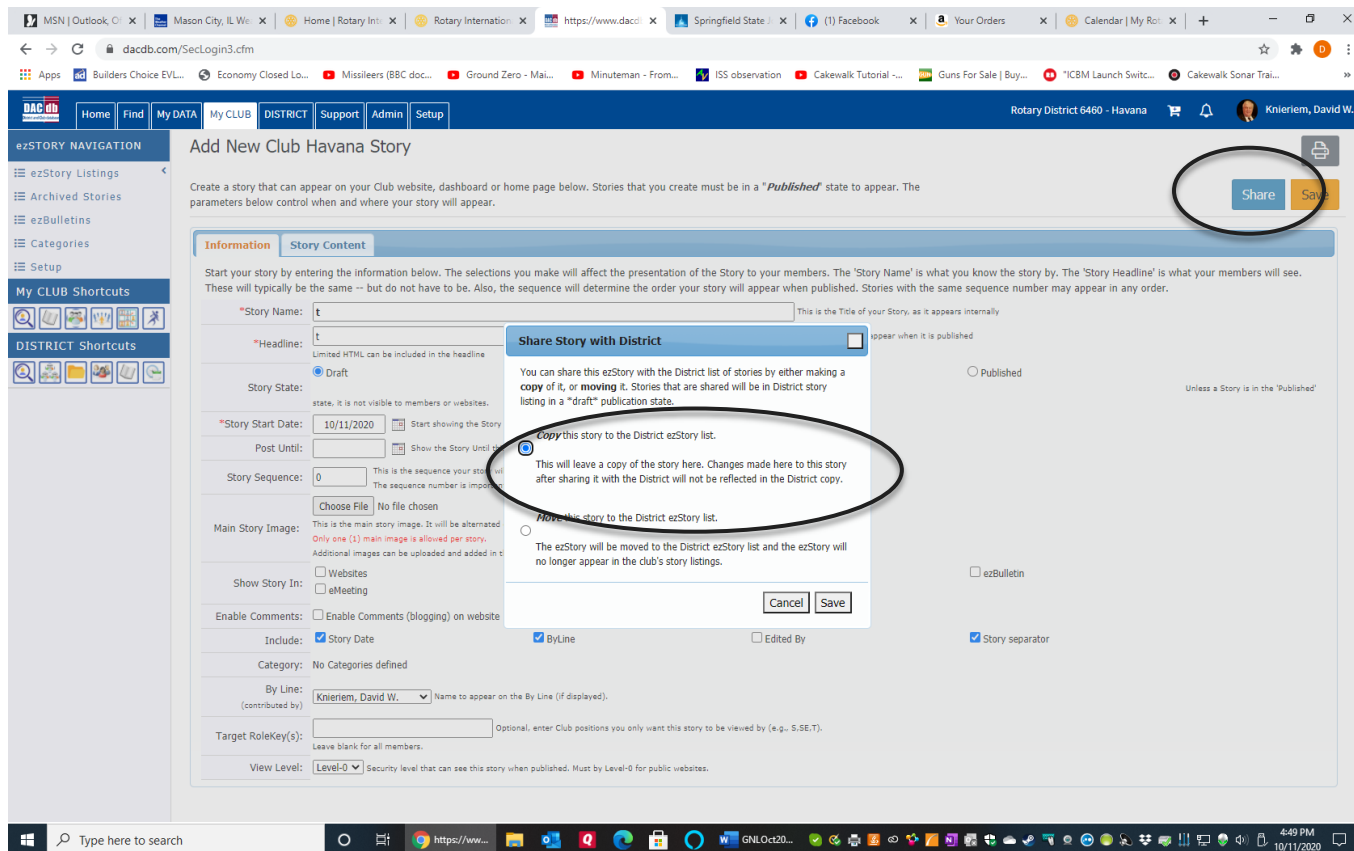 MSN | Outlook, Of
Mason City, IL We
Home | Rotary Inte
Rotary Internation
https://www.dacdb
Springfield State J
(1) Facebook
Your Orders
Calendar | My Rot
dacdb.com/SecLogin3.cfm
Apps
Builders Choice EVL...
Economy Closed Lo...
Missileers (BBC doc...
Ground Zero - Mai...
Minuteman - From...
ISS observation
Cakewalk Tutorial -...
Guns For Sale | Buy...
"ICBM Launch Switc...
Cakewalk Sonar Trai...
DACdb
Home
Find
My DATA
My CLUB
DISTRICT
Support
Admin
Setup
Rotary District 6460 - Havana
Knieriem, David W.
ezSTORY NAVIGATION
ezStory Listings
Archived Stories
ezBulletins
Categories
Setup
My CLUB Shortcuts
DISTRICT Shortcuts
Add New Club Havana Story
Create a story that can appear on your Club website, dashboard or home page below. Stories that you create must be in a "Published" state to appear. The
parameters below control when and where your story will appear.
Share
Save
Information
Story Content
Start your story by entering the information below. The selections you make will affect the presentation of the Story to your members. The 'Story Name' is what you know the story by. The 'Story Headline' is what your members will see.
These will typically be the same -- but do not have to be. Also, the sequence will determine the order your story will appear when published. Stories with the same sequence number may appear in any order.
*Story Name: t This is the Title of your Story, as it appears internally
*Headline: t appear when it is published
Limited HTML can be included in the headline
Story State: Draft Published Unless a Story is in the 'Published'
state, it is not visible to members or websites.
*Story Start Date: 10/11/2020 Start showing the Story
Post Until: Show the Story Until th
Story Sequence: 0 This is the sequence your story wi
The sequence number is importan
Main Story Image: Choose File No file chosen
This is the main story image. It will be alternated
Only one (1) main image is allowed per story.
Additional images can be uploaded and added in t
Show Story In: Websites ezBulletin
eMeeting
Enable Comments: Enable Comments (blogging) on website
Include: Story Date ByLine Edited By Story separator
Category: No Categories defined
By Line: (contributed by) Knieriem, David W. Name to appear on the By Line (if displayed).
Target RoleKey(s): Optional, enter Club positions you only want this story to be viewed by (e.g., S,SE,T).
Leave blank for all members.
View Level: Level-0 Security level that can see this story when published. Must by Level-0 for public websites.
Share Story with District
You can share this ezStory with the District list of stories by either making a
copy of it, or moving it. Stories that are shared will be in District story
listing in a "draft" publication state.
Copy this story to the District ezStory list.
This will leave a copy of the story here. Changes made here to this story
after sharing it with the District will not be reflected in the District copy.
Move this story to the District ezStory list.
The ezStory will be moved to the District ezStory list and the ezStory will
no longer appear in the club's story listings.
Cancel
Save
Type here to search
https://ww...
GNLOct20...
4:49 PM
10/11/2020